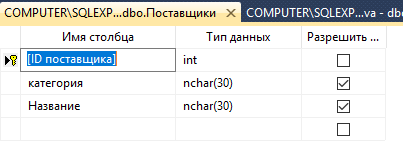 COMPUTER\SQLEXP...dbo.Поставщики COMPUTER\SQLEXP...va - dbo
Имя столбца Тип данных Разрешить ...
[ID поставщика] int
категория nchar(30)
Название nchar(30)